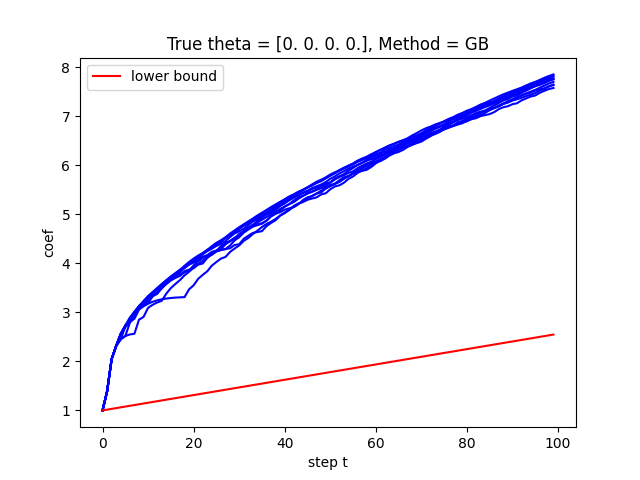 True theta = [0. 0. 0. 0.], Method = GB
lower bound
8
7
6
5
4
3
2
1
coef
0 20 40 60 80 100
step t